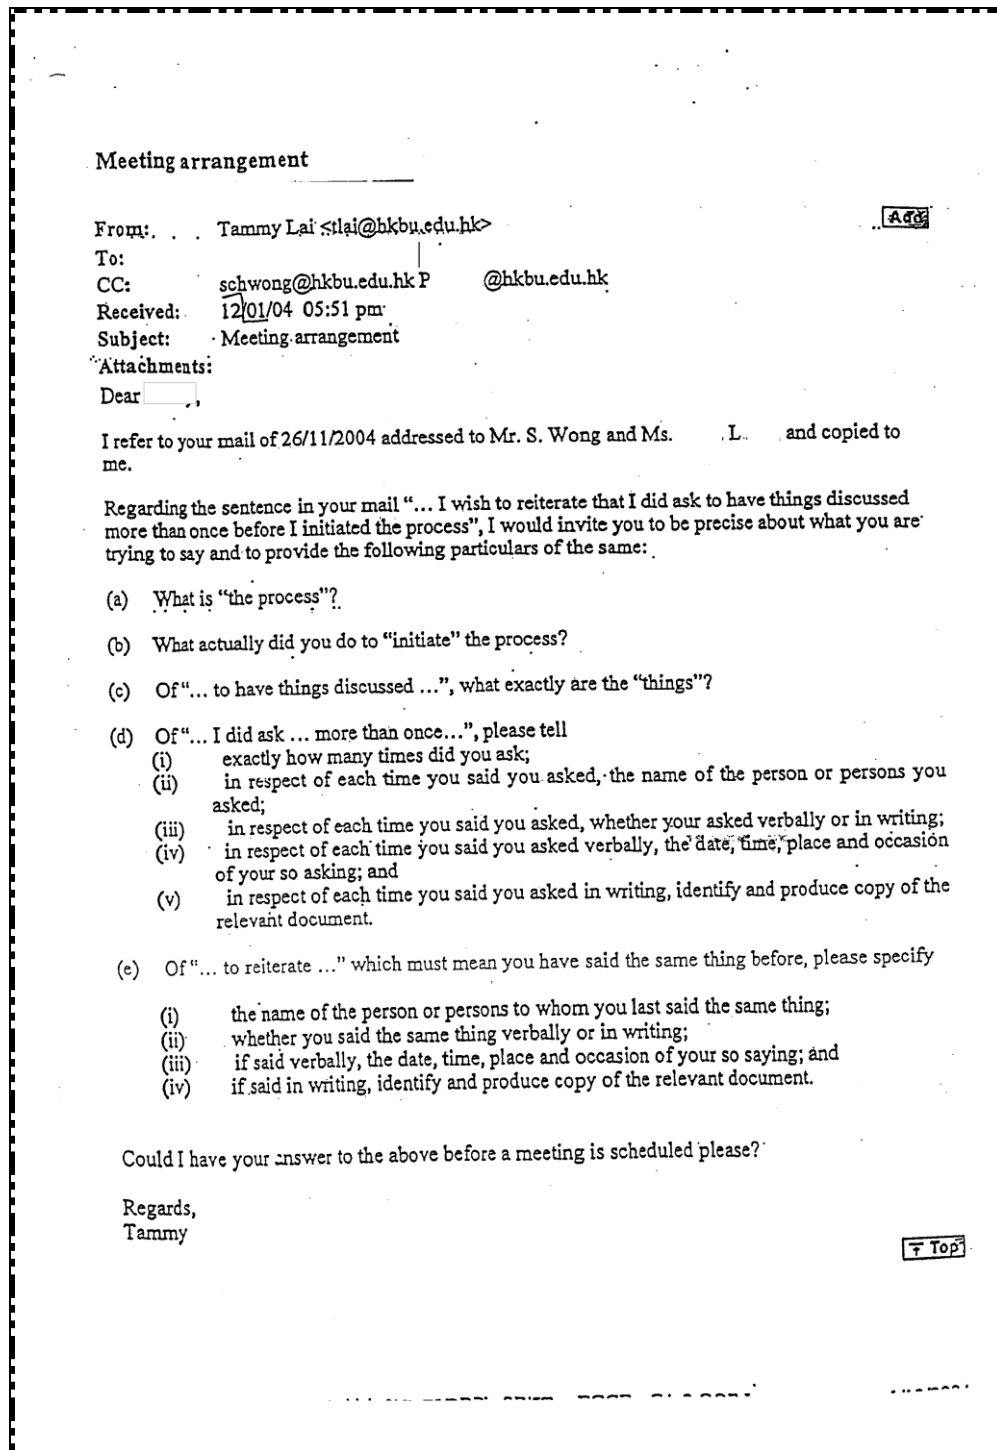 Meeting arrangement
From: Tammy Lai <tlai@hkbu.edu.hk>
Add
To:
CC: schwong@hkbu.edu.hk P @hkbu.edu.hk
Received: 12/01/04 05:51 pm
Subject: Meeting arrangement
Attachments:
Dear ,
I refer to your mail of 26/11/2004 addressed to Mr. S. Wong and Ms. L. and copied to
me.
Regarding the sentence in your mail “... I wish to reiterate that I did ask to have things discussed
more than once before I initiated the process”, I would invite you to be precise about what you are
trying to say and to provide the following particulars of the same:
(a) What is “the process”?
(b) What actually did you do to “initiate” the process?
(c) Of “... to have things discussed ...”, what exactly are the “things”?
(d) Of “... I did ask ... more than once...”, please tell
(i) exactly how many times did you ask;
(ii) in respect of each time you said you asked, the name of the person or persons you
asked;
(iii) in respect of each time you said you asked, whether your asked verbally or in writing;
(iv) in respect of each time you said you asked verbally, the date, time, place and occasion
of your so asking; and
(v) in respect of each time you said you asked in writing, identify and produce copy of the
relevant document.
(e) Of “... to reiterate ...” which must mean you have said the same thing before, please specify
(i) the name of the person or persons to whom you last said the same thing;
(ii) whether you said the same thing verbally or in writing;
(iii) if said verbally, the date, time, place and occasion of your so saying; and
(iv) if said in writing, identify and produce copy of the relevant document.
Could I have your answer to the above before a meeting is scheduled please?
Regards,
Tammy
Top